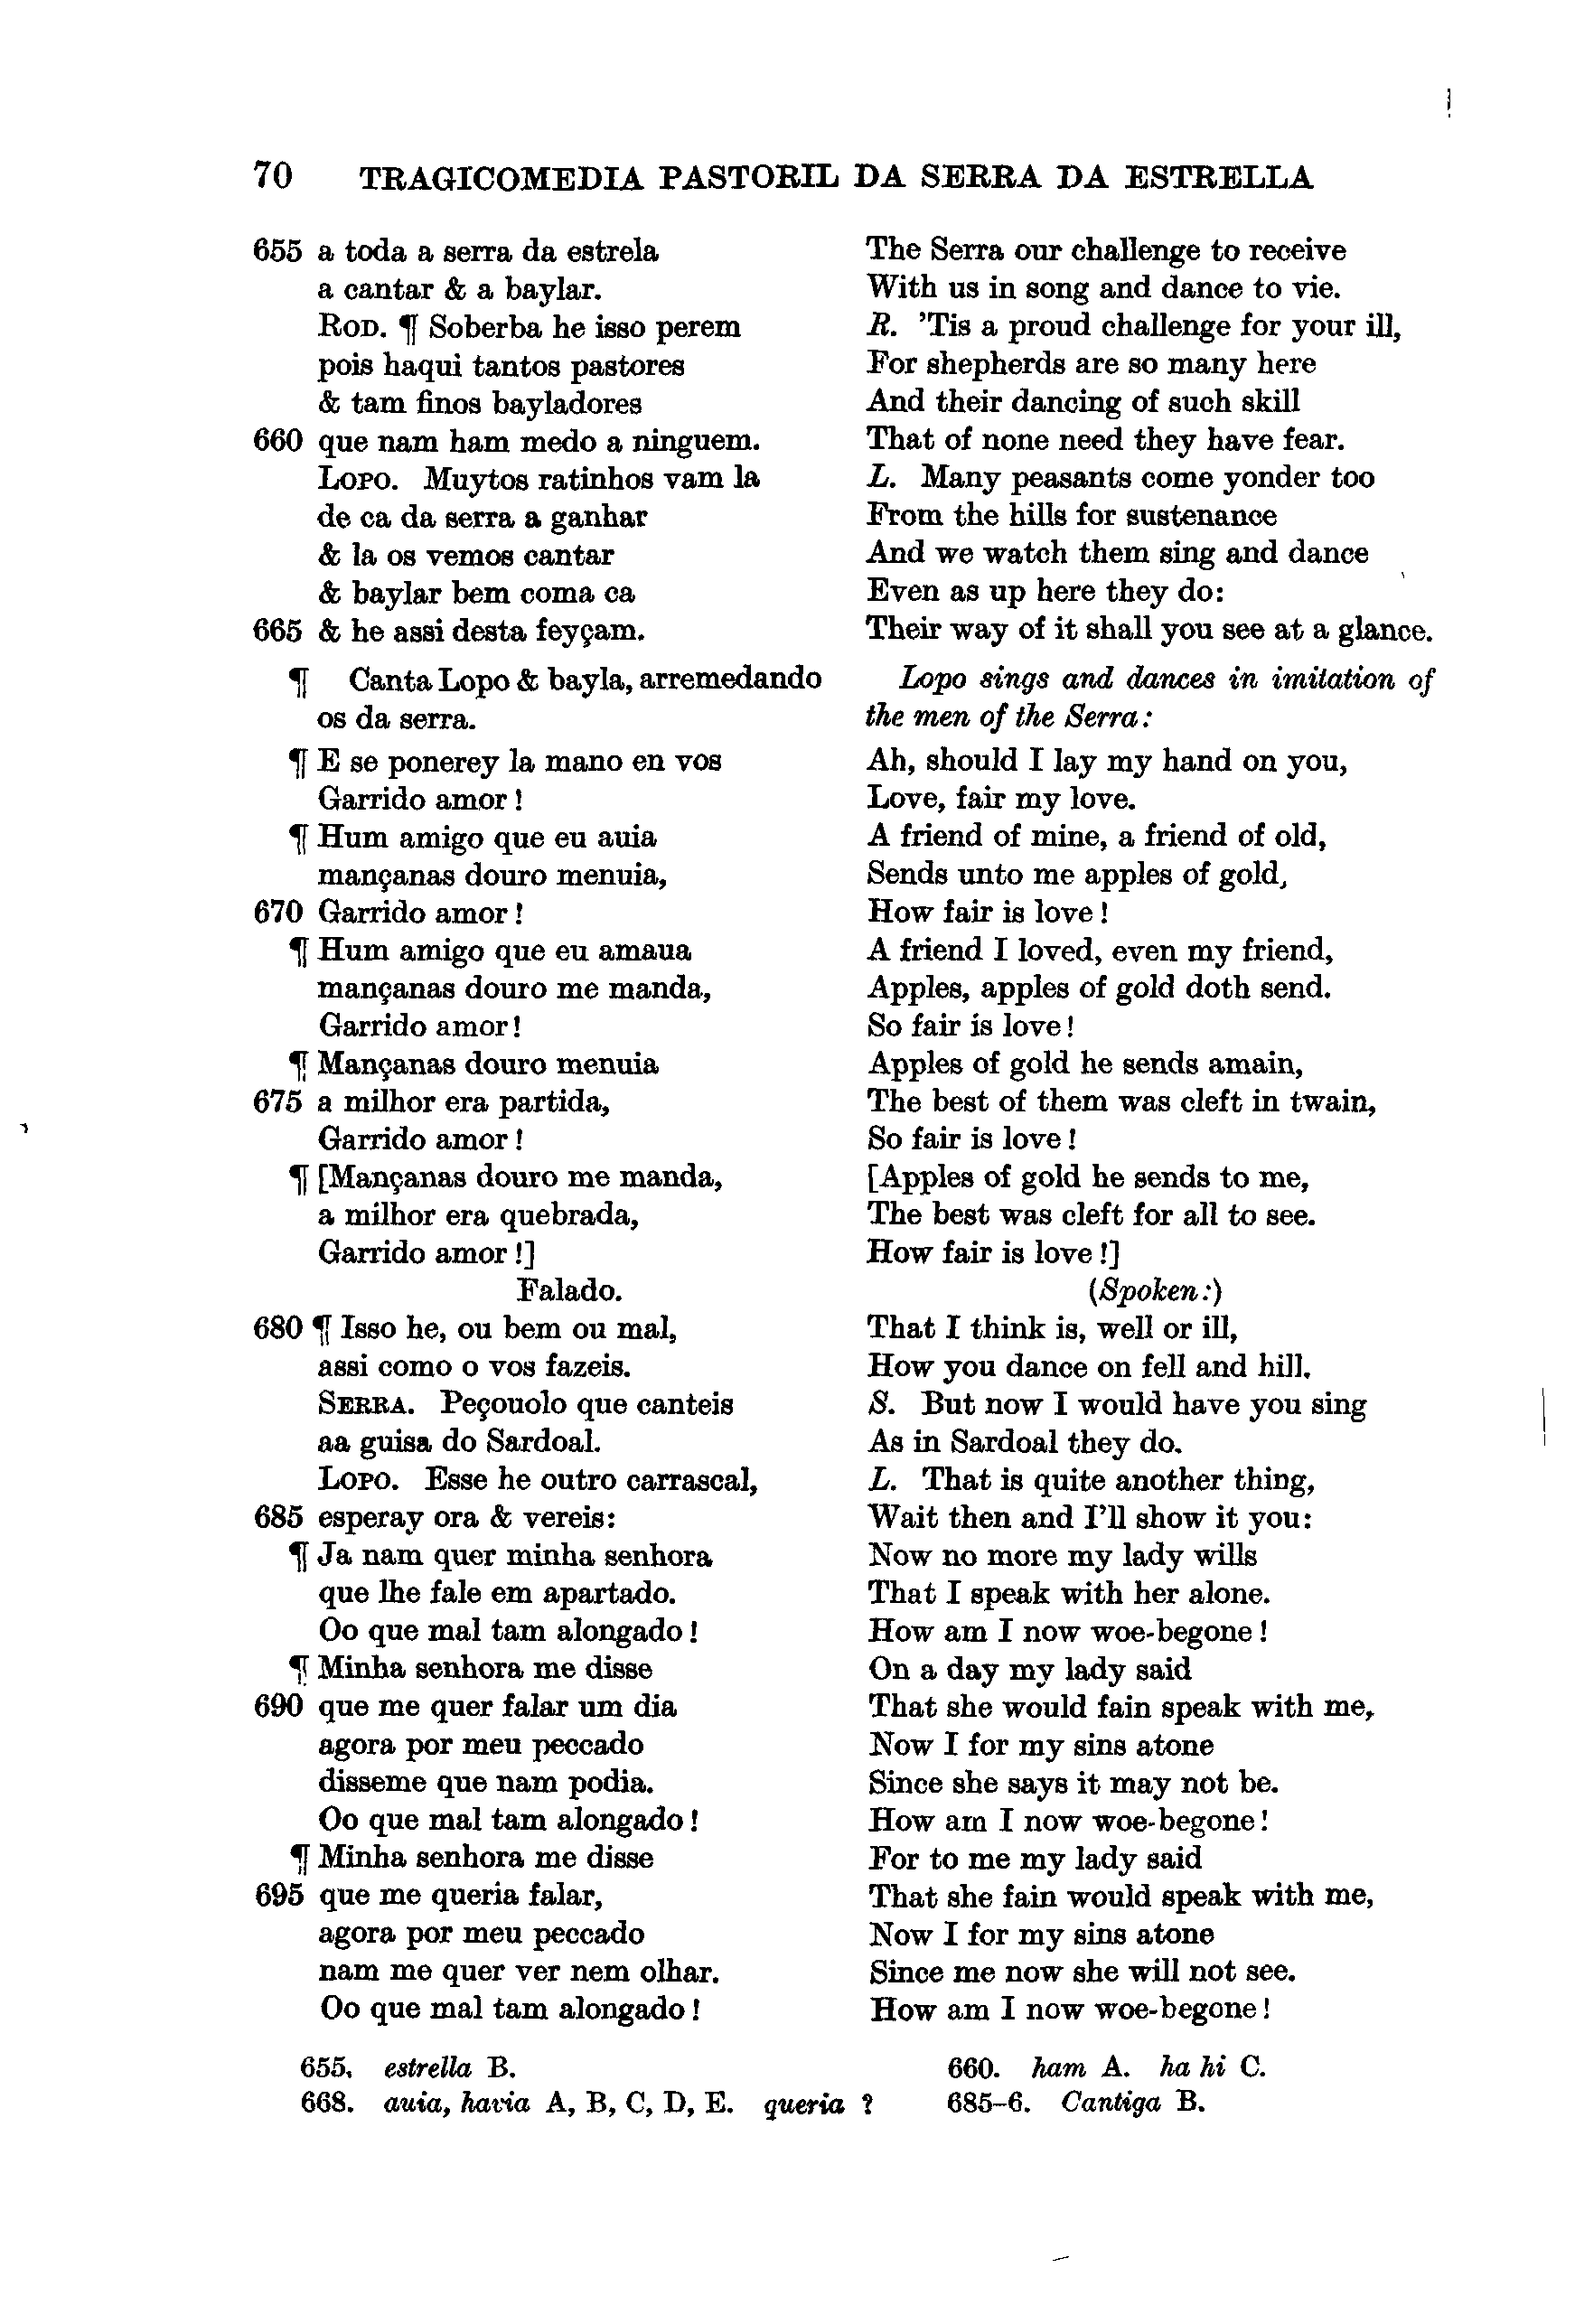 70 TRAGICOMEDIA PASTORIL DA SERRA DA ESTRELLA
655 a toda a serra da estrela
a cantar & a baylar.
ROD. ¶ Soberba he isso perem
pois haqui tantos pastores
& tam finos bayladores
660 que nam ham medo a ninguem.
LOPO. Muytos ratinhos vam la
de ca da serra a ganhar
& la os vemos cantar
& baylar bem coma ca
665 & he assi desta feyçam.
¶ Canta Lopo & bayla, arremedando
os da serra.
¶ E se ponerey la mano en vos
Garrido amor!
¶ Hum amigo que eu auia
mançanas douro menuia,
670 Garrido amor!
¶ Hum amigo que eu amaua
mançanas douro me manda,
Garrido amor!
¶ Mançanas douro menuia
675 a milhor era partida,
Garrido amor!
¶ [Mançanas douro me manda,
a milhor era quebrada,
Garrido amor!]
Falado.
680 ¶ Isso he, ou bem ou mal,
assi como o vos fazeis.
SERRA. Peçouolo que canteis
aa guisa do Sardoal.
LOPO. Esse he outro carrascal,
685 esperay ora & vereis:
¶ Ja nam quer minha senhora
que lhe fale em apartado.
Oo que mal tam alongado!
¶ Minha senhora me disse
690 que me quer falar um dia
agora por meu peccado
disseme que nam podia.
Oo que mal tam alongado!
¶ Minha senhora me disse
695 que me queria falar,
agora por meu peccado
nam me quer ver nem olhar.
Oo que mal tam alongado!
The Serra our challenge to receive
With us in song and dance to vie.
R. 'Tis a proud challenge for your ill,
For shepherds are so many here
And their dancing of such skill
That of none need they have fear.
L. Many peasants come yonder too
From the hills for sustenance
And we watch them sing and dance
Even as up here they do:
Their way of it shall you see at a glance.
Lopo sings and dances in imitation of
the men of the Serra:
Ah, should I lay my hand on you,
Love, fair my love.
A friend of mine, a friend of old,
Sends unto me apples of gold,
How fair is love!
A friend I loved, even my friend,
Apples, apples of gold doth send.
So fair is love!
Apples of gold he sends amain,
The best of them was cleft in twain,
So fair is love!
[Apples of gold he sends to me,
The best was cleft for all to see.
How fair is love!]
(Spoken:)
That I think is, well or ill,
How you dance on fell and hill.
S. But now I would have you sing
As in Sardoal they do.
L. That is quite another thing,
Wait then and I'll show it you:
Now no more my lady wills
That I speak with her alone.
How am I now woe-begone!
On a day my lady said
That she would fain speak with me,
Now I for my sins atone
Since she says it may not be.
How am I now woe-begone!
For to me my lady said
That she fain would speak with me,
Now I for my sins atone
Since me now she will not see.
How am I now woe-begone!
655. estrella B. 660. ham A. ha hi C.
668. auia, havia A, B, C, D, E. queria ? 685-6. Cantiga B.